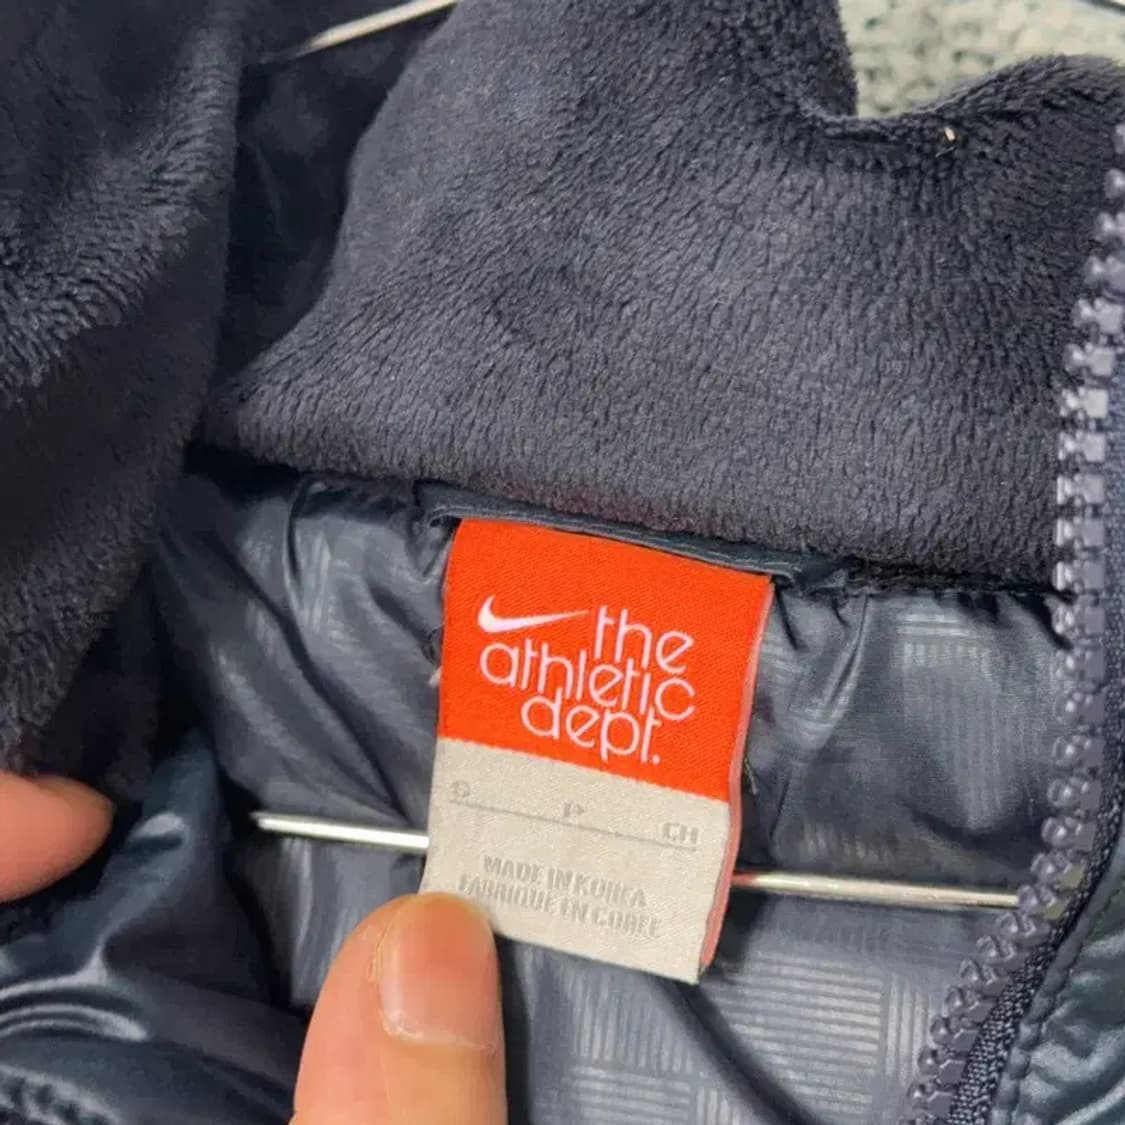 the
athletic
dept.
S P CH
MADE IN KOREA
FABRIQUE EN COREE